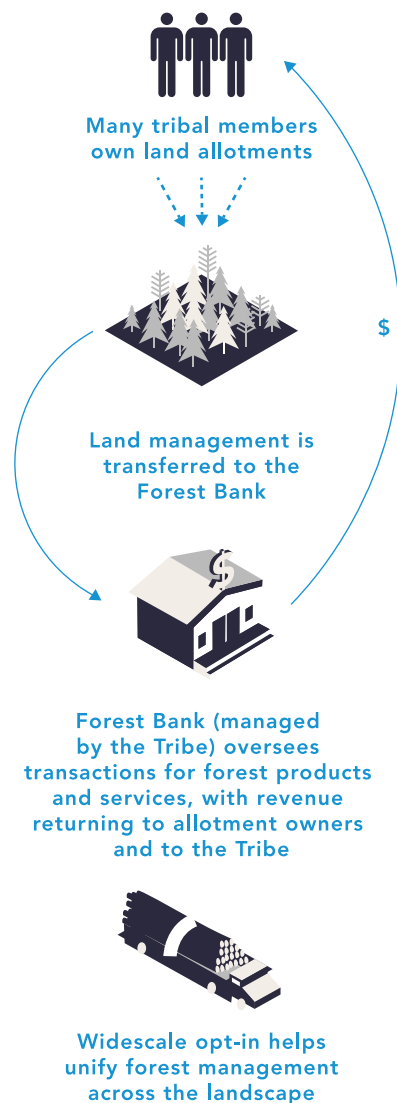 Many tribal members
own land allotments
$
Land management is
transferred to the
Forest Bank
$
Forest Bank (managed
by the Tribe) oversees
transactions for forest products
and services, with revenue
returning to allotment owners
and to the Tribe
Widescale opt-in helps
unify forest management
across the landscape